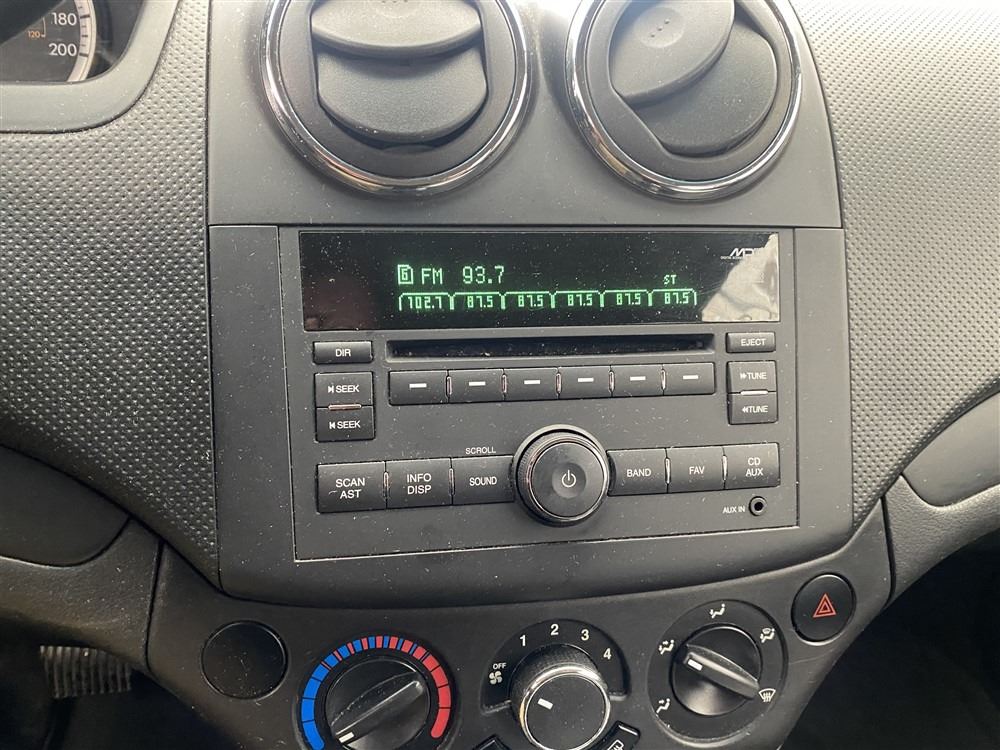 180
120
200
MP3
6 FM 93.7
ST
102.7 87.5 87.5 87.5 87.5 87.5
DIR
EJECT
SEEK
TUNE
SEEK
TUNE
SCROLL
SCAN
AST
INFO
DISP
SOUND
BAND
FAV
CD
AUX
AUX IN
OFF
1
2
3
4